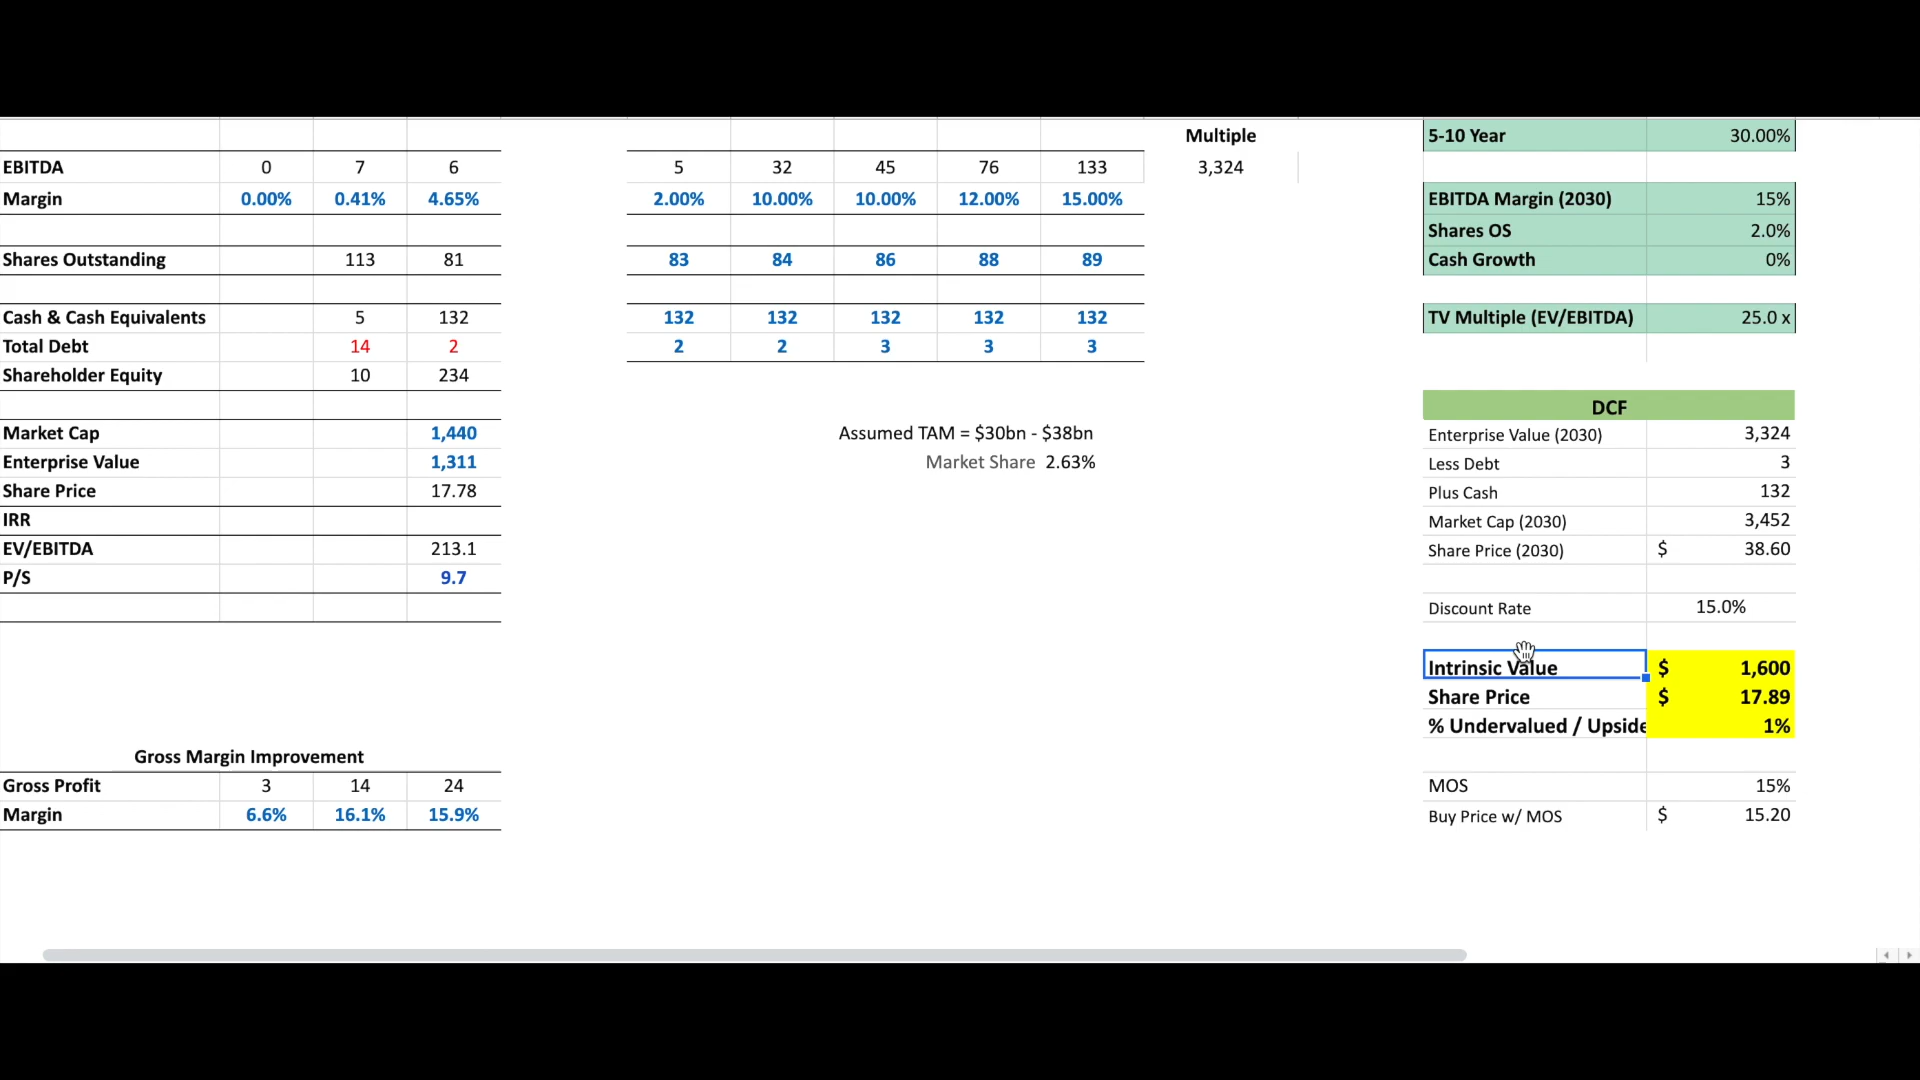 Multiple
5-10 Year 30.00%
EBITDA 0 7 6 5 32 45 76 133 3,324
Margin 0.00% 0.41% 4.65% 2.00% 10.00% 10.00% 12.00% 15.00% EBITDA Margin (2030) 15%
Shares OS 2.0%
Shares Outstanding 113 81 83 84 86 88 89 Cash Growth 0%
Cash & Cash Equivalents 5 132 132 132 132 132 132 TV Multiple (EV/EBITDA) 25.0 x
Total Debt 14 2 2 2 3 3 3
Shareholder Equity 10 234
DCF
Market Cap 1,440 Assumed TAM = $30bn - $38bn Enterprise Value (2030) 3,324
Enterprise Value 1,311 Market Share 2.63% Less Debt 3
Share Price 17.78 Plus Cash 132
IRR Market Cap (2030) 3,452
EV/EBITDA 213.1 Share Price (2030) $ 38.60
P/S 9.7
Discount Rate 15.0%
Intrinsic Value $ 1,600
Share Price $ 17.89
% Undervalued / Upside 1%
Gross Margin Improvement
Gross Profit 3 14 24 MOS 15%
Margin 6.6% 16.1% 15.9% Buy Price w/ MOS $ 15.20